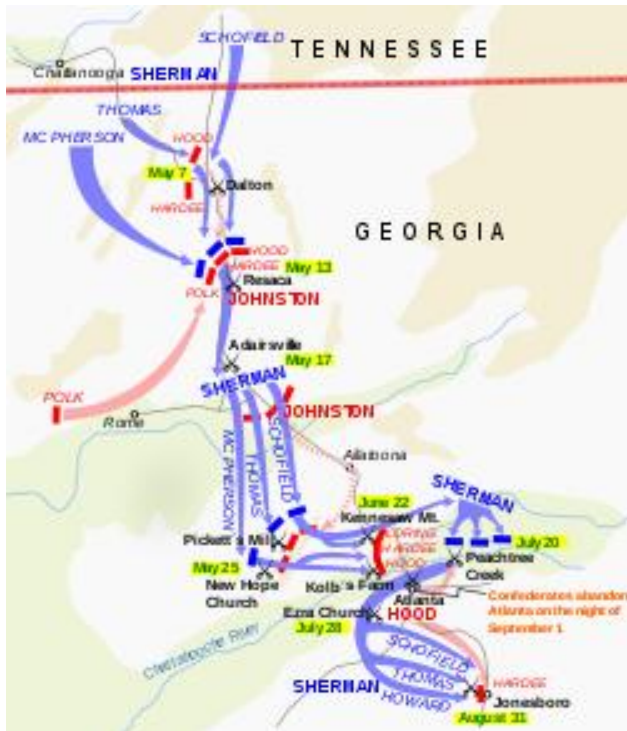 SCHOFIELD
TENNESSEE
Chattanooga
SHERMAN
THOMAS
MC PHERSON
HOOD
May 7
Dalton
HARDEE
GEORGIA
HOOD
HARDEE
May 13
Resaca
POLK
JOHNSTON
Adairsville
May 17
SHERMAN
POLK
JOHNSTON
Rome
MC PHERSON
THOMAS
SCHOFIELD
Allatoona
June 22
SHERMAN
Kennesaw Mt.
LORING
Pickett's Mill
HARDEE
July 20
May 25
HOOD
Peachtree
Creek
New Hope
Church
Kolb's Farm
Atlanta
Confederates abandon
Atlanta on the night of
September 1
Ezra Church
HOOD
July 28
Chattahoochee River
SCHOFIELD
THOMAS
HOWARD
SHERMAN
HARDEE
Jonesboro
August 31